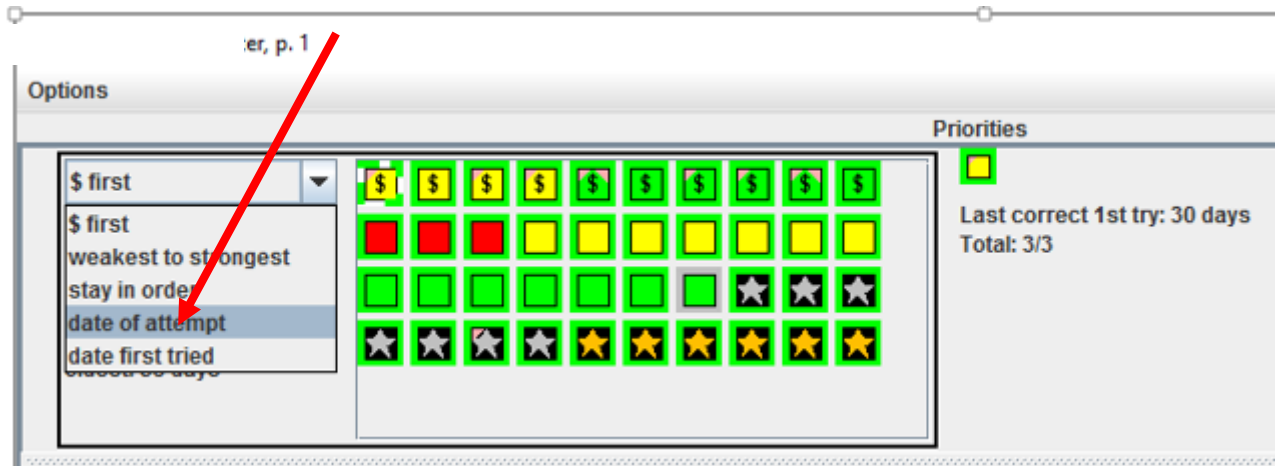 er, p. 1
Options
Priorities
$ first
$ first
weakest to strongest
stay in order
date of attempt
date first tried
days
$ $ $ $ $ $ $ $ $ $
Last correct 1st try: 30 days
Total: 3/3